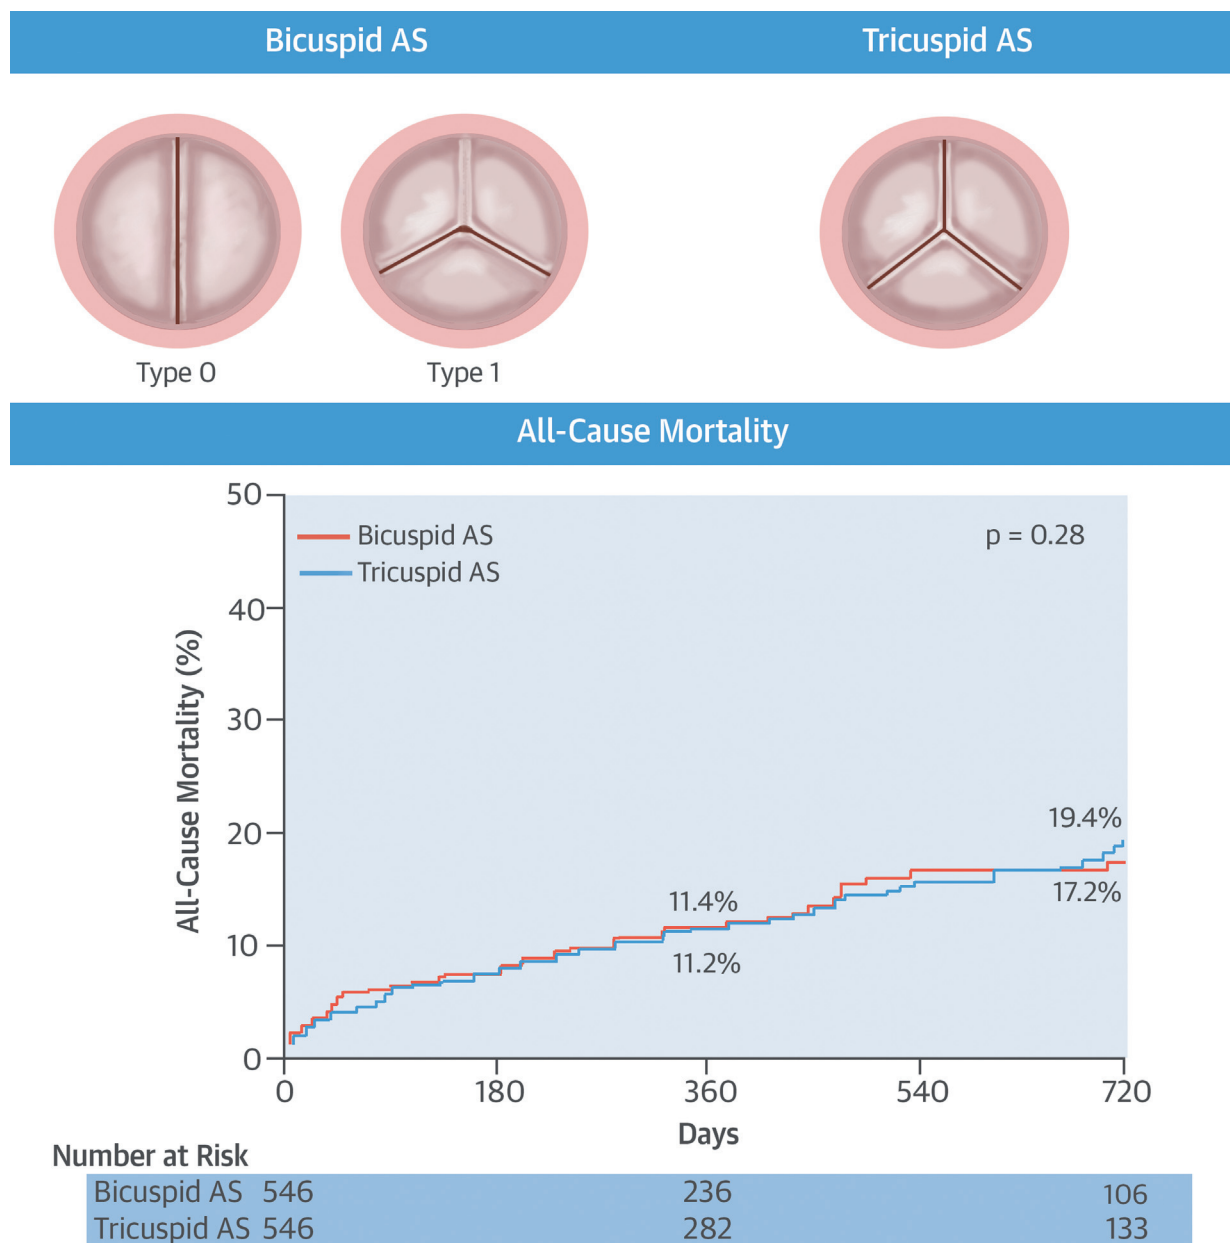 Bicuspid AS Tricuspid AS
Type 0 Type 1
All-Cause Mortality
50
Bicuspid AS p = 0.28
Tricuspid AS
40
All-Cause Mortality (%)
30
20
19.4%
17.2%
11.4%
11.2%
10
0
0 180 360 540 720
Days
Number at Risk
Bicuspid AS 546 236 106
Tricuspid AS 546 282 133